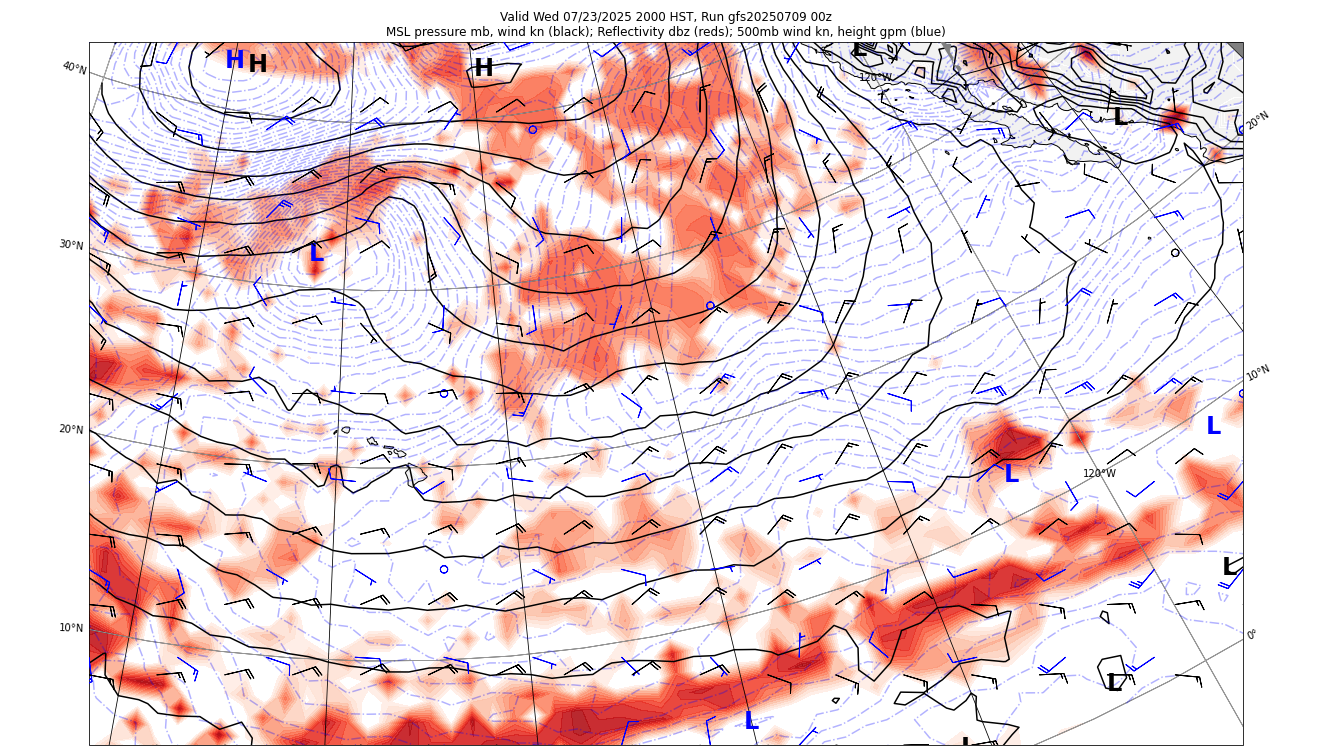 Valid Wed 07/23/2025 2000 HST, Run gfs20250709 00z
MSL pressure mb, wind kn (black); Reflectivity dbz (reds); 500mb wind kn, height gpm (blue)
H H H L
40°N 120°W
L 20°N
30°N L
10°N
20°N L
L 120°W
L
10°N 0°
L
L
L